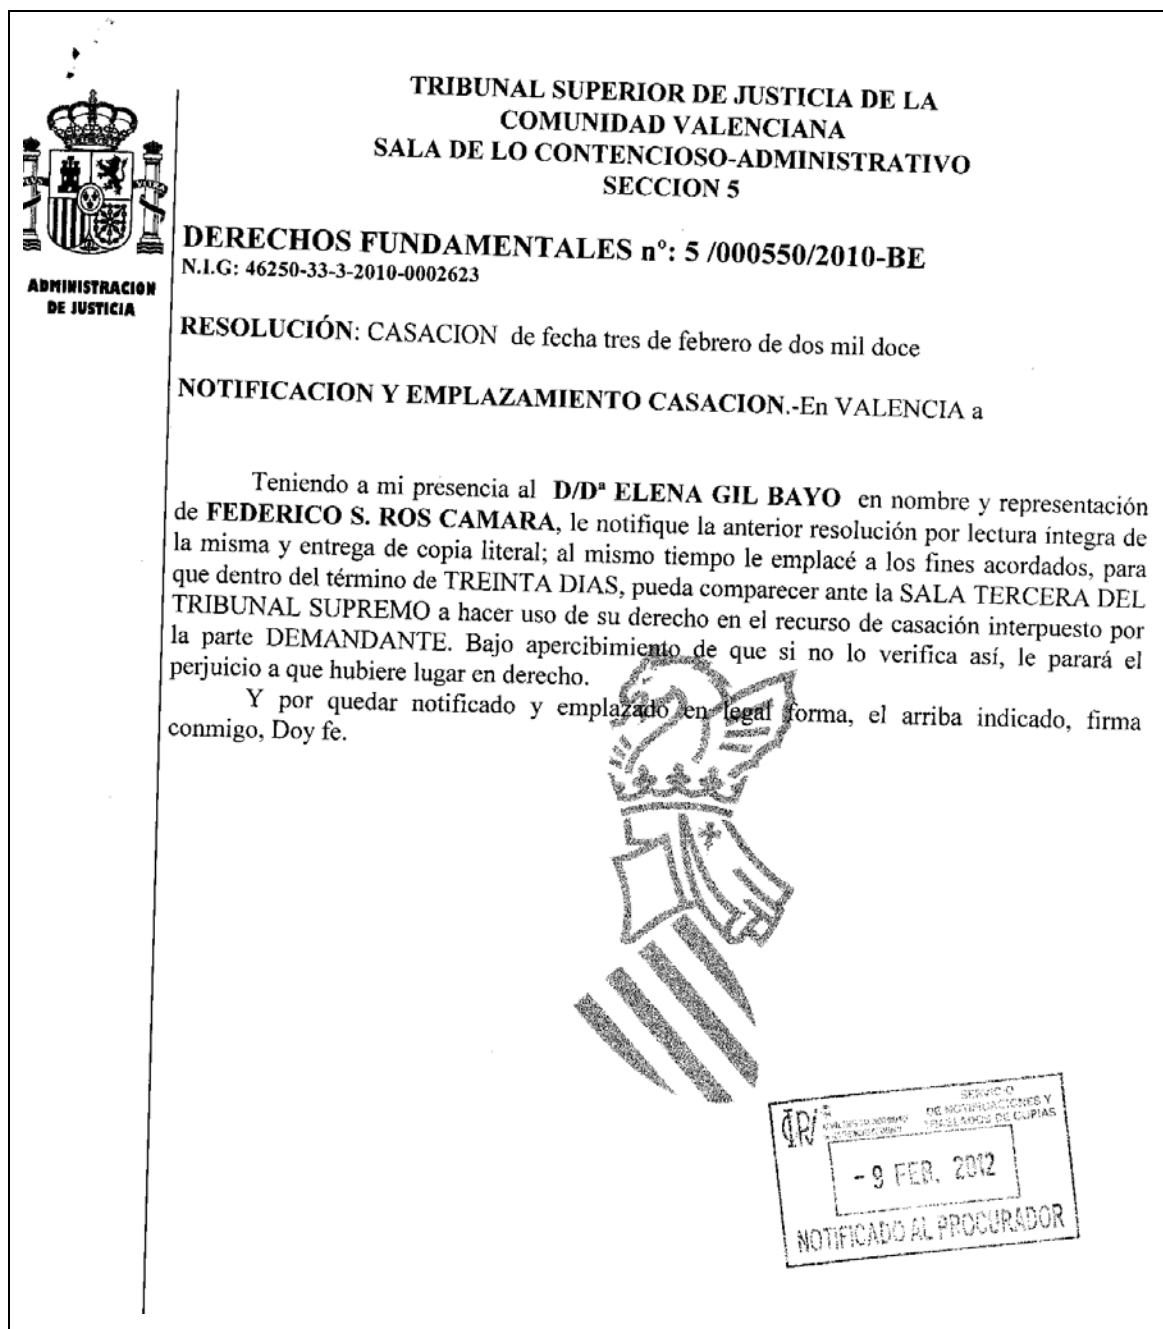 TRIBUNAL SUPERIOR DE JUSTICIA DE LA
COMUNIDAD VALENCIANA
SALA DE LO CONTENCIOSO-ADMINISTRATIVO
SECCION 5
ADMINISTRACION
DE JUSTICIA
DERECHOS FUNDAMENTALES nº: 5 /000550/2010-BE
N.I.G: 46250-33-3-2010-0002623
RESOLUCIÓN: CASACION de fecha tres de febrero de dos mil doce
NOTIFICACION Y EMPLAZAMIENTO CASACION.-En VALENCIA a
Teniendo a mi presencia al D/Dª ELENA GIL BAYO en nombre y representación
de FEDERICO S. ROS CAMARA, le notifique la anterior resolución por lectura íntegra de
la misma y entrega de copia literal; al mismo tiempo le emplacé a los fines acordados, para
que dentro del término de TREINTA DIAS, pueda comparecer ante la SALA TERCERA DEL
TRIBUNAL SUPREMO a hacer uso de su derecho en el recurso de casación interpuesto por
la parte DEMANDANTE. Bajo apercibimiento de que si no lo verifica así, le parará el
perjuicio a que hubiere lugar en derecho.
Y por quedar notificado y emplazado en legal forma, el arriba indicado, firma
conmigo, Doy fe.
SERVICIO
DE NOTIFICACIONES Y
TRASLADOS DE COPIAS
- 9 FEB. 2012
NOTIFICADO AL PROCURADOR